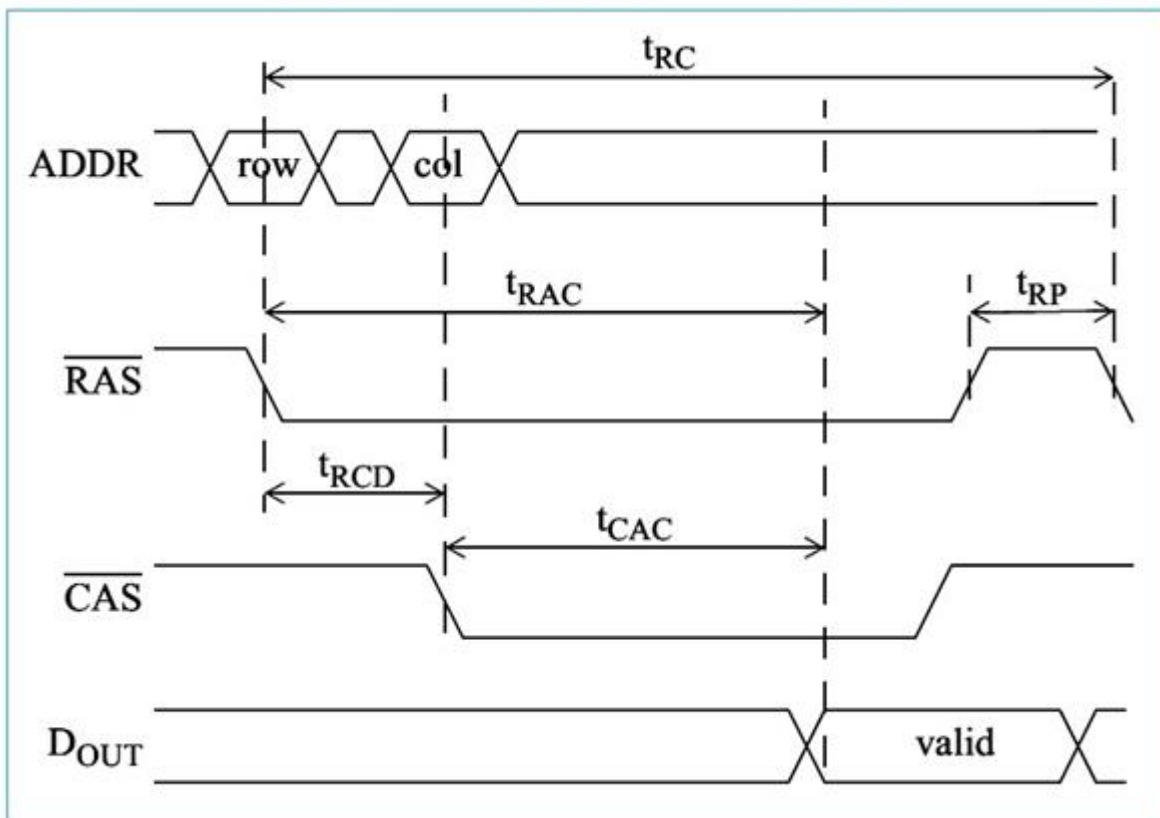 tRC
ADDR
row
col
tRAC
tRP
RAS
tRCD
tCAC
CAS
DOUT
valid